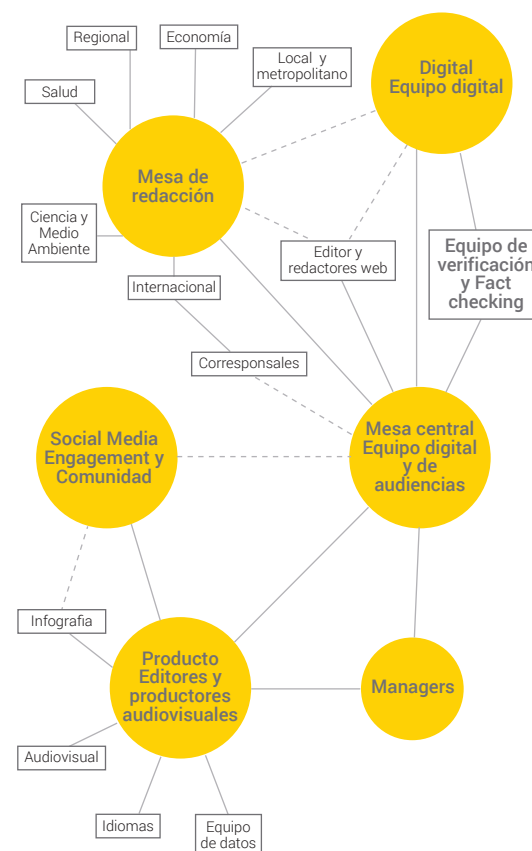 Regional
Economía
Local y
metropolitano
Salud
Digital
Equipo digital
Mesa de
redacción
Ciencia y
Medio
Ambiente
Editor y
redactores web
Equipo de
verificación
y Fact
checking
Internacional
Corresponsales
Social Media
Engagement y
Comunidad
Mesa central
Equipo digital
y de
audiencias
Infografia
Producto
Editores y
productores
audiovisuales
Managers
Audiovisual
Idiomas
Equipo
de datos